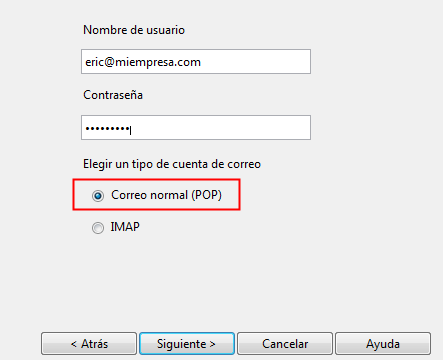 Nombre de usuario
eric@miempresa.com
Contraseña
•••••••••
Elegir un tipo de cuenta de correo
Correo normal (POP)
IMAP
< Atrás Siguiente > Cancelar Ayuda